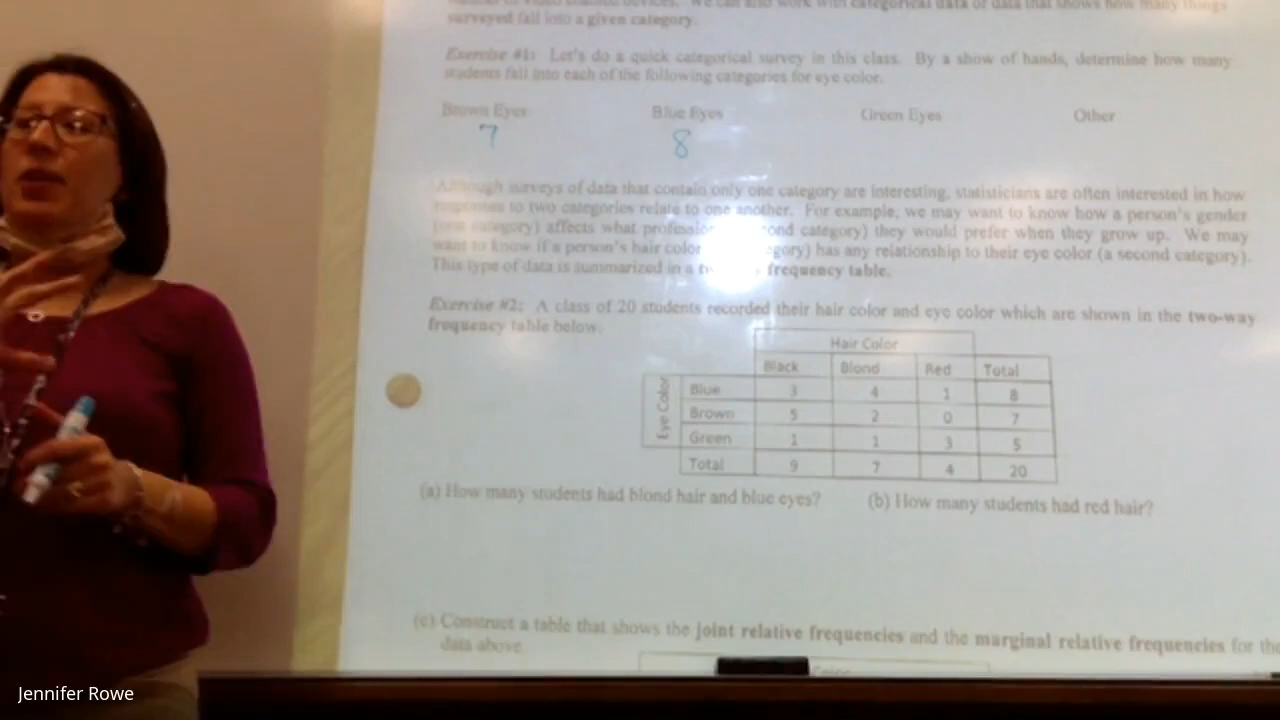 surveyed fall into a given category.
Exercise #1: Let's do a quick categorical survey in this class. By a show of hands, determine how many
students fall into each of the following categories for eye color.
Brown Eyes Blue Eyes Green Eyes Other
7 8
Although surveys of data that contain only one category are interesting, statisticians are often interested in how
responses to two categories relate to one another. For example, we may want to know how a person's gender
category) affects what category) they would prefer when they grow up. We may
want to know if a person's hair color has any relationship to their eye color (a second category).
This type of data is summarized in a frequency table.
Exercise #2: A class of 20 students recorded their hair color and eye color which are shown in the two-way
frequency table below.
Hair Color
Black Blond Red Total
Eye Color
Blue 3 4 1 8
Brown 5 2 0 7
Green 1 1 3 5
Total 9 7 4 20
(a) How many students had blond hair and blue eyes? (b) How many students had red hair?
(c) Construct a table that shows the joint relative frequencies and the marginal relative frequencies for the
data above.
Color
Jennifer Rowe